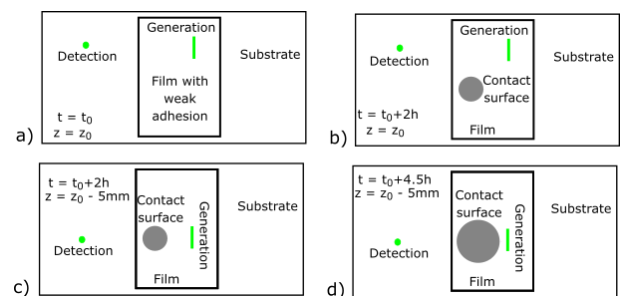 Generation
Detection
Substrate
Film with
weak
adhesion
t = t0
z = z0
a)
Generation
Detection
Substrate
Contact
surface
t = t0+2h
z = z0
Film
b)
t = t0+2h
z = z0 - 5mm
Contact
surface
Generation
Substrate
Detection
Film
c)
t = t0+4.5h
z = z0 - 5mm
Contact
surface
Generation
Substrate
Detection
Film
d)